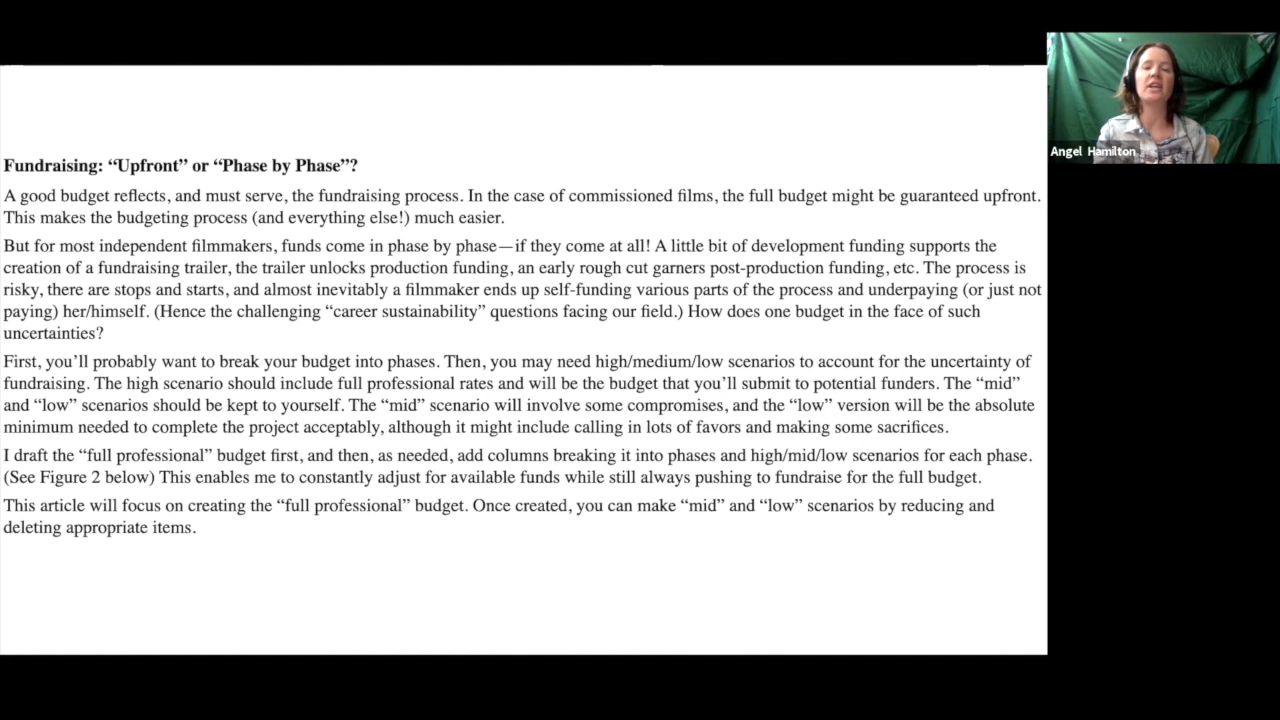 Fundraising: “Upfront” or “Phase by Phase”?
A good budget reflects, and must serve, the fundraising process. In the case of commissioned films, the full budget might be guaranteed upfront.
This makes the budgeting process (and everything else!) much easier.
But for most independent filmmakers, funds come in phase by phase—if they come at all! A little bit of development funding supports the
creation of a fundraising trailer, the trailer unlocks production funding, an early rough cut garners post-production funding, etc. The process is
risky, there are stops and starts, and almost inevitably a filmmaker ends up self-funding various parts of the process and underpaying (or just not
paying) her/himself. (Hence the challenging “career sustainability” questions facing our field.) How does one budget in the face of such
uncertainties?
First, you’ll probably want to break your budget into phases. Then, you may need high/medium/low scenarios to account for the uncertainty of
fundraising. The high scenario should include full professional rates and will be the budget that you’ll submit to potential funders. The “mid”
and “low” scenarios should be kept to yourself. The “mid” scenario will involve some compromises, and the “low” version will be the absolute
minimum needed to complete the project acceptably, although it might include calling in lots of favors and making some sacrifices.
I draft the “full professional” budget first, and then, as needed, add columns breaking it into phases and high/mid/low scenarios for each phase.
(See Figure 2 below) This enables me to constantly adjust for available funds while still always pushing to fundraise for the full budget.
This article will focus on creating the “full professional” budget. Once created, you can make “mid” and “low” scenarios by reducing and
deleting appropriate items.
Angel Hamilton